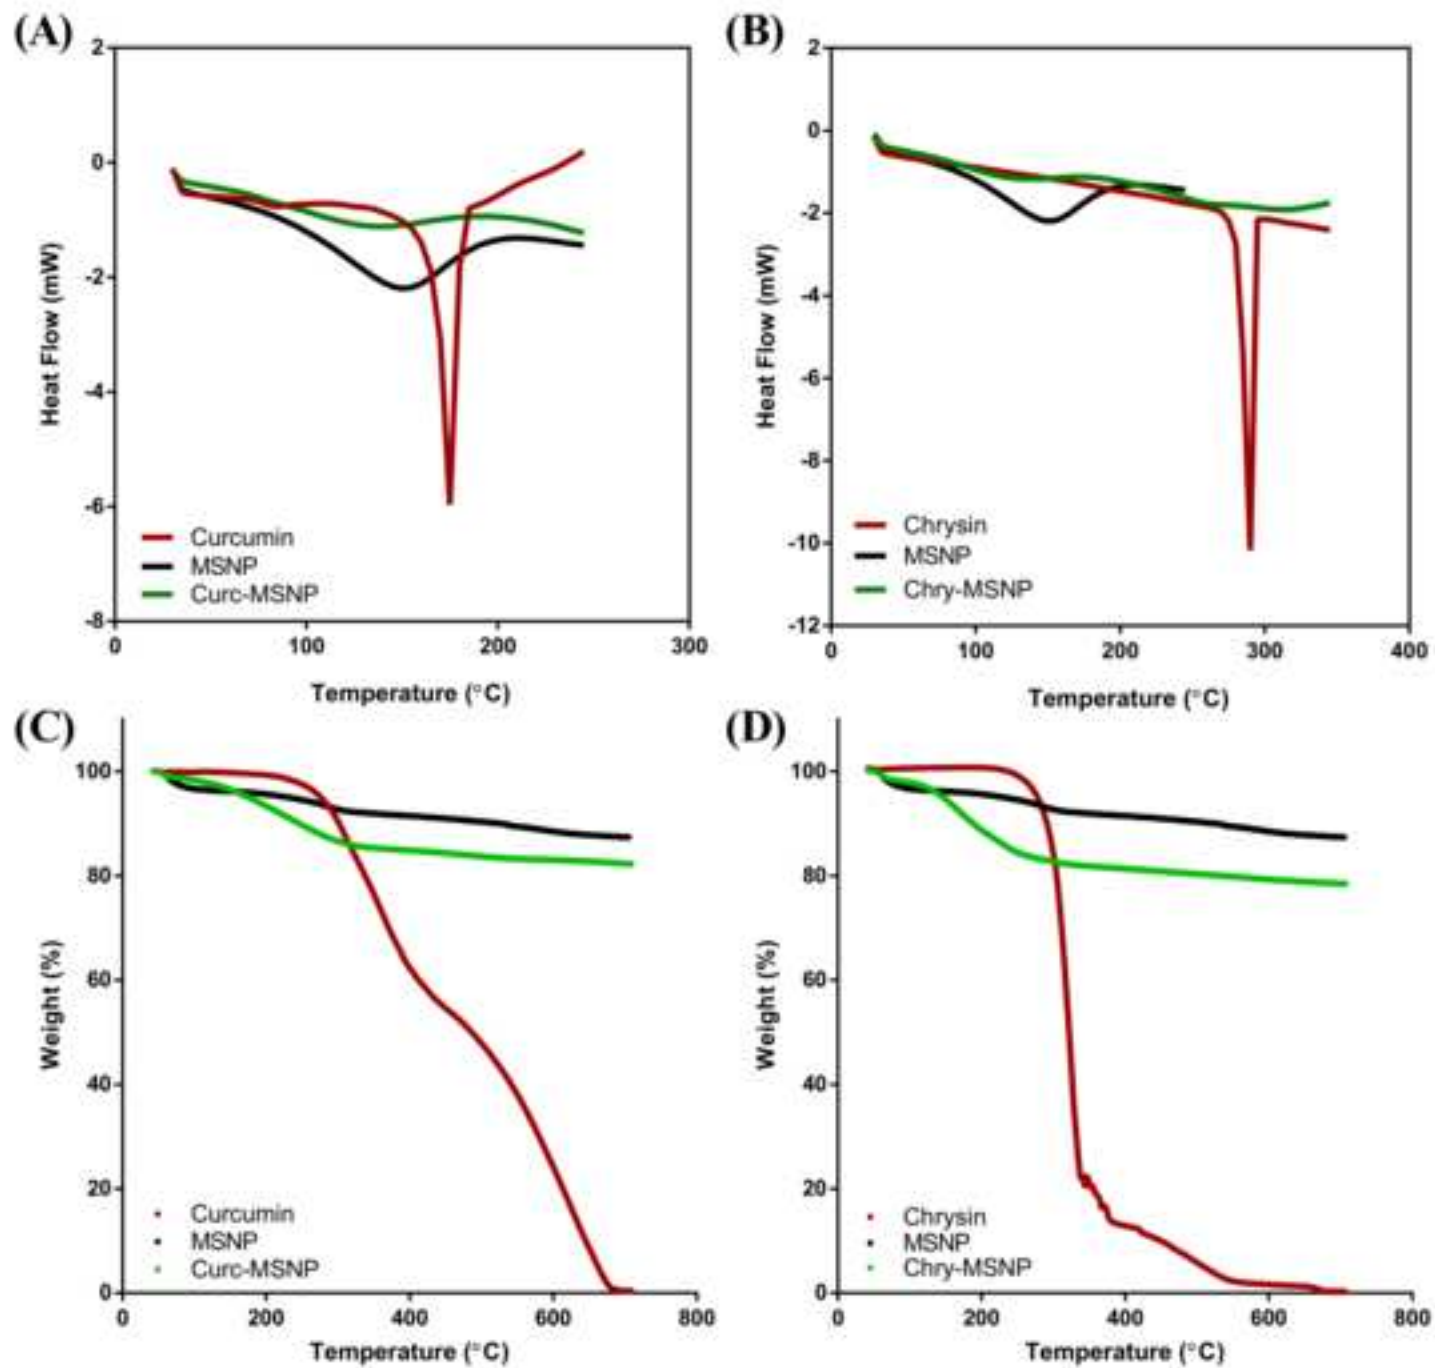 (A)
2
0
-2
-4
-6
-8
Heat Flow (mW)
Curcumin
MSNP
Curc-MSNP
0 100 200 300
Temperature (°C)
(B)
2
0
-2
-4
-6
-8
-10
-12
Heat Flow (mW)
Chrysin
MSNP
Chry-MSNP
0 100 200 300 400
Temperature (°C)
(C)
100
80
60
40
20
0
Weight (%)
Curcumin
MSNP
Curc-MSNP
0 200 400 600 800
Temperature (°C)
(D)
100
80
60
40
20
0
Weight (%)
Chrysin
MSNP
Chry-MSNP
0 200 400 600 800
Temperature (°C)